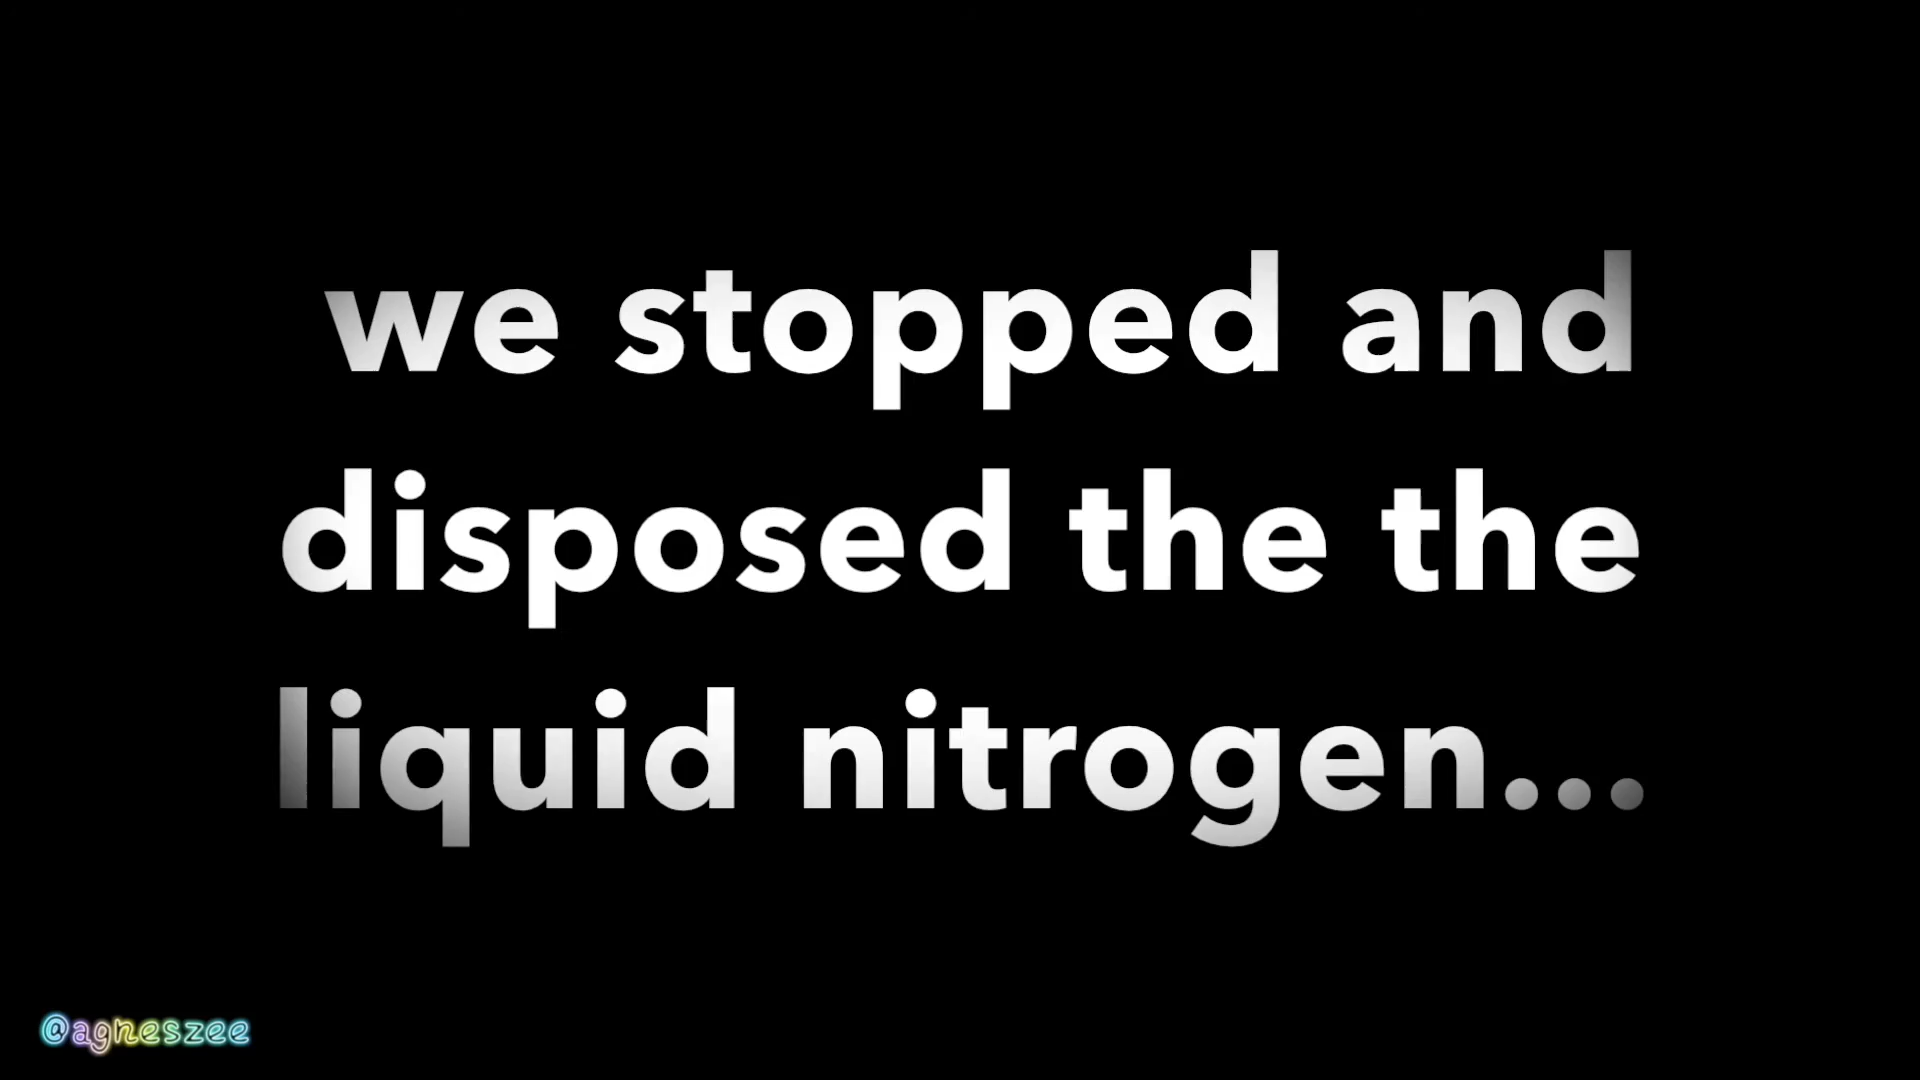 we stopped and
disposed the the
liquid nitrogen...
@agneszee